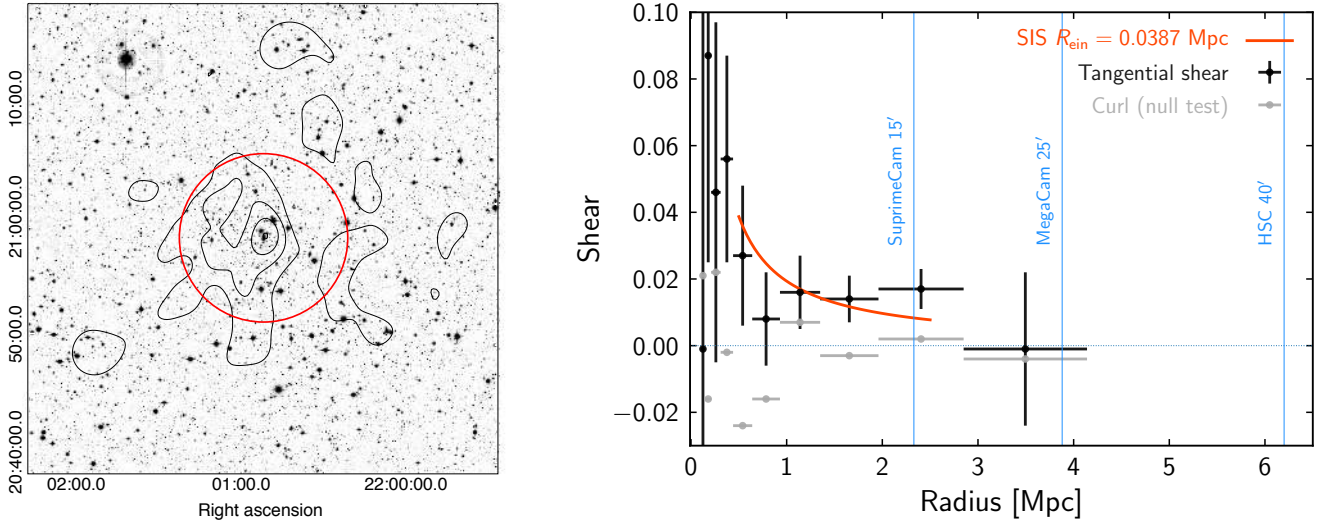 10:00.0
21:00:00.0
50:00.0
20:40:00.0
02:00.0
01:00.0
22:00:00.0
Right ascension
0.10
0.08
0.06
0.04
0.02
0.00
−0.02
Shear
SIS R_ein = 0.0387 Mpc
Tangential shear
Curl (null test)
SuprimeCam 15′
MegaCam 25′
HSC 40′
0
1
2
3
4
5
6
Radius [Mpc]